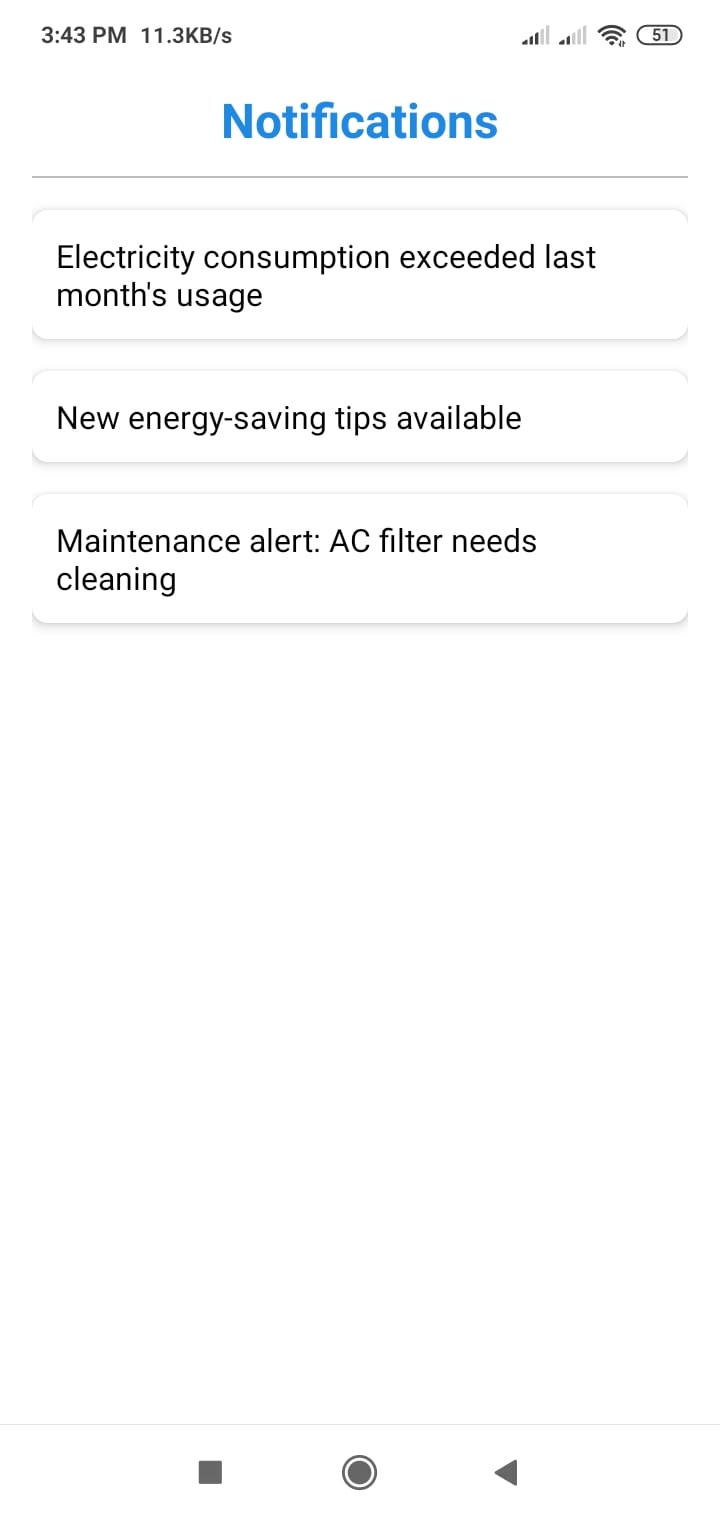 3:43 PM 11.3KB/s 51
Notifications
Electricity consumption exceeded last
month's usage
New energy-saving tips available
Maintenance alert: AC filter needs
cleaning